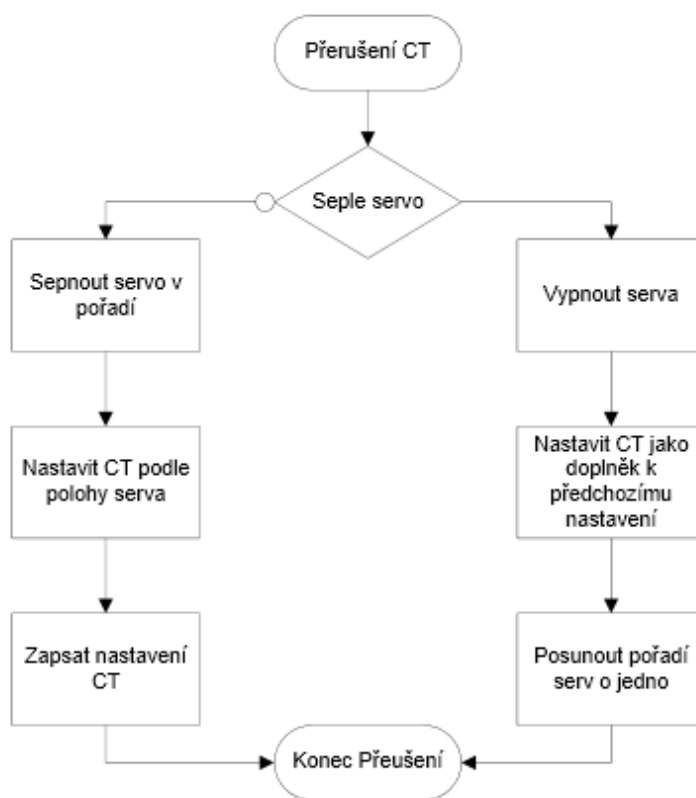 Přerušení CT
Seple servo
Sepnout servo v
pořadí
Vypnout serva
Nastavit CT podle
polohy serva
Nastavit CT jako
doplněk k
předchozímu
nastavení
Zapsat nastavení
CT
Posunout pořadí
serv o jedno
Konec Přeušení